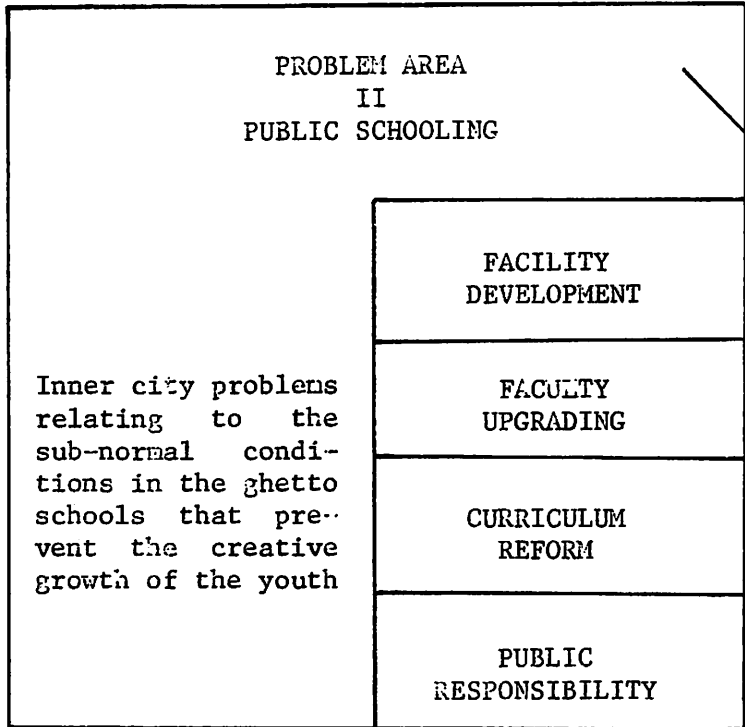 PROBLEM AREA
II
PUBLIC SCHOOLING
FACILITY
DEVELOPMENT
FACULTY
UPGRADING
CURRICULUM
REFORM
PUBLIC
RESPONSIBILITY
Inner city problems
relating to the
sub-normal condi-
tions in the ghetto
schools that pre-
vent the creative
growth of the youth